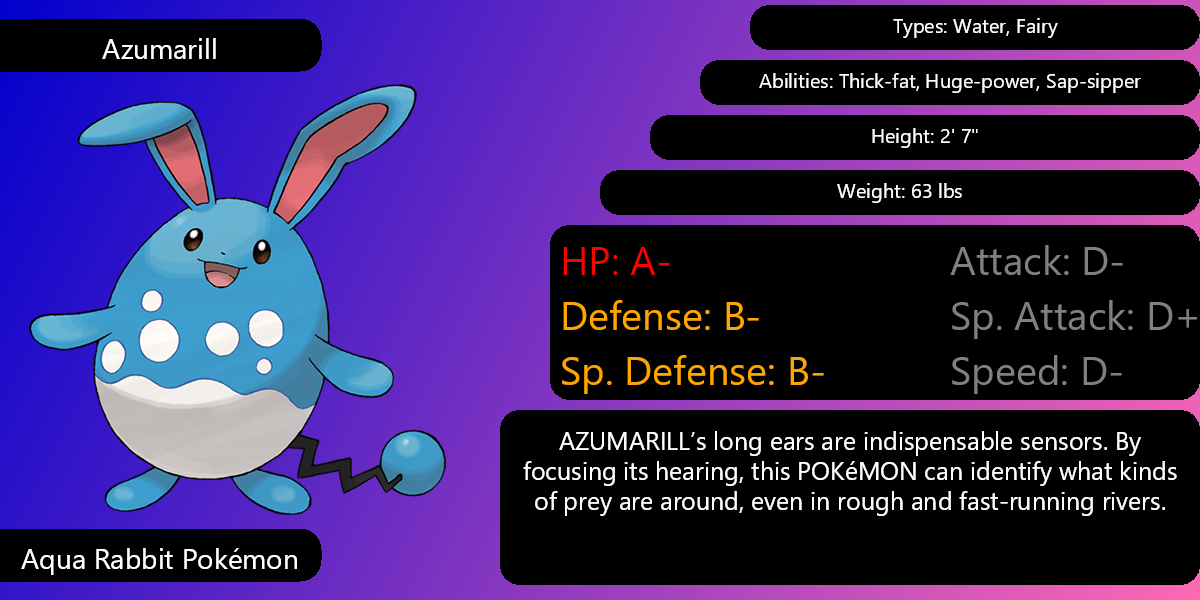 Azumarill
Types: Water, Fairy
Abilities: Thick-fat, Huge-power, Sap-sipper
Height: 2' 7"
Weight: 63 lbs
HP: A-
Attack: D-
Defense: B-
Sp. Attack: D+
Sp. Defense: B-
Speed: D-
AZUMARILL’s long ears are indispensable sensors. By
focusing its hearing, this POKéMON can identify what kinds
of prey are around, even in rough and fast-running rivers.
Aqua Rabbit Pokémon